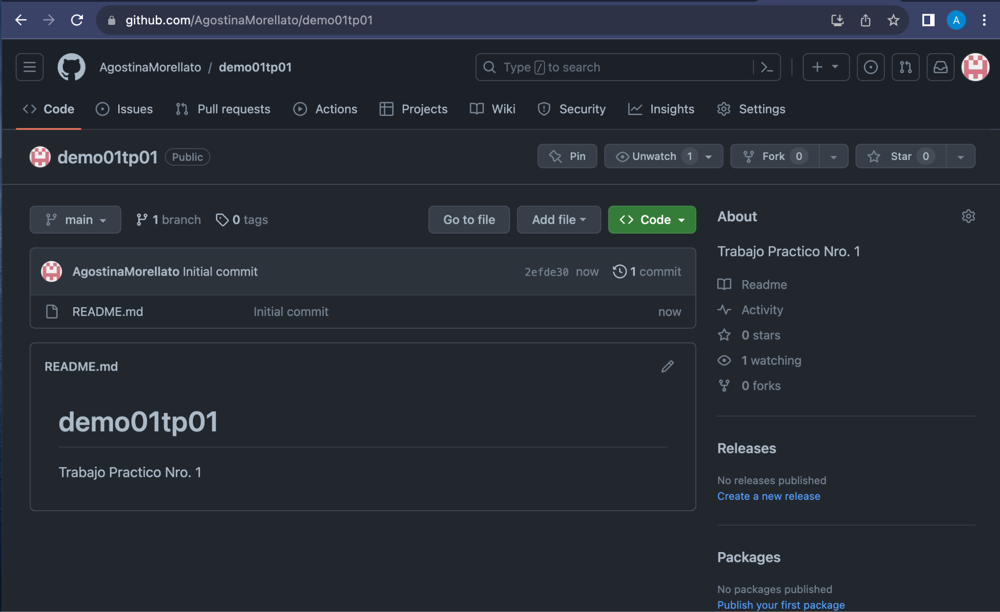 github.com/AgostinaMorellato/demo01tp01
A
AgostinaMorellato / demo01tp01
Type / to search
Code
Issues
Pull requests
Actions
Projects
Wiki
Security
Insights
Settings
demo01tp01 Public
Pin
Unwatch 1
Fork 0
Star 0
main
1 branch
0 tags
Go to file
Add file
Code
AgostinaMorellato Initial commit
2efde30 now
1 commit
README.md
Initial commit
now
README.md
demo01tp01
Trabajo Practico Nro. 1
About
Trabajo Practico Nro. 1
Readme
Activity
0 stars
1 watching
0 forks
Releases
No releases published
Create a new release
Packages
No packages published
Publish your first package